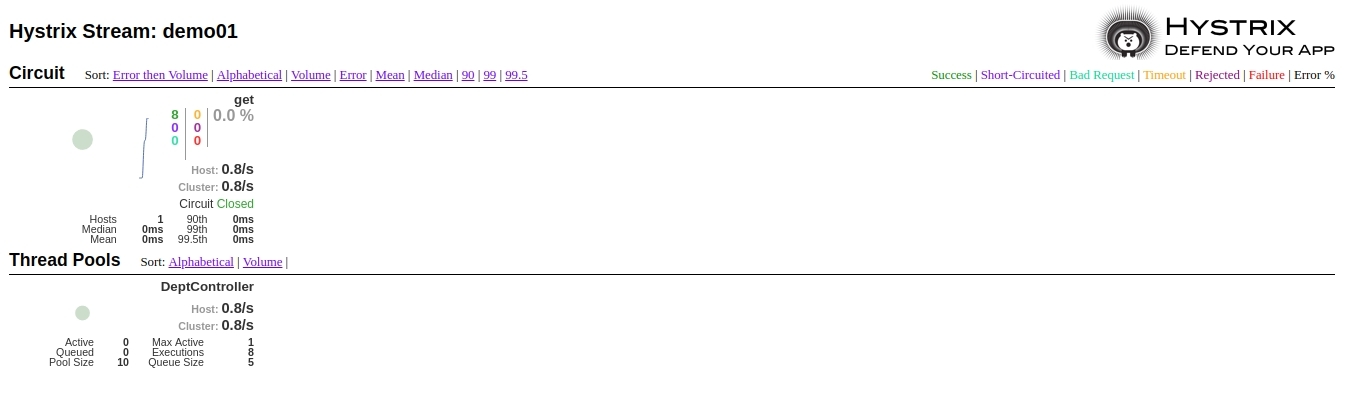 Hystrix Stream: demo01
HYSTRIX
DEFEND YOUR APP
Circuit Sort: Error then Volume | Alphabetical | Volume | Error | Mean | Median | 90 | 99 | 99.5
Success | Short-Circuited | Bad Request | Timeout | Rejected | Failure | Error %
get
8 0 0.0 %
0 0
0 0
Host: 0.8/s
Cluster: 0.8/s
Circuit Closed
Hosts 1 90th 0ms
Median 0ms 99th 0ms
Mean 0ms 99.5th 0ms
Thread Pools Sort: Alphabetical | Volume |
DeptController
Host: 0.8/s
Cluster: 0.8/s
Active 0 Max Active 1
Queued 0 Executions 8
Pool Size 10 Queue Size 5